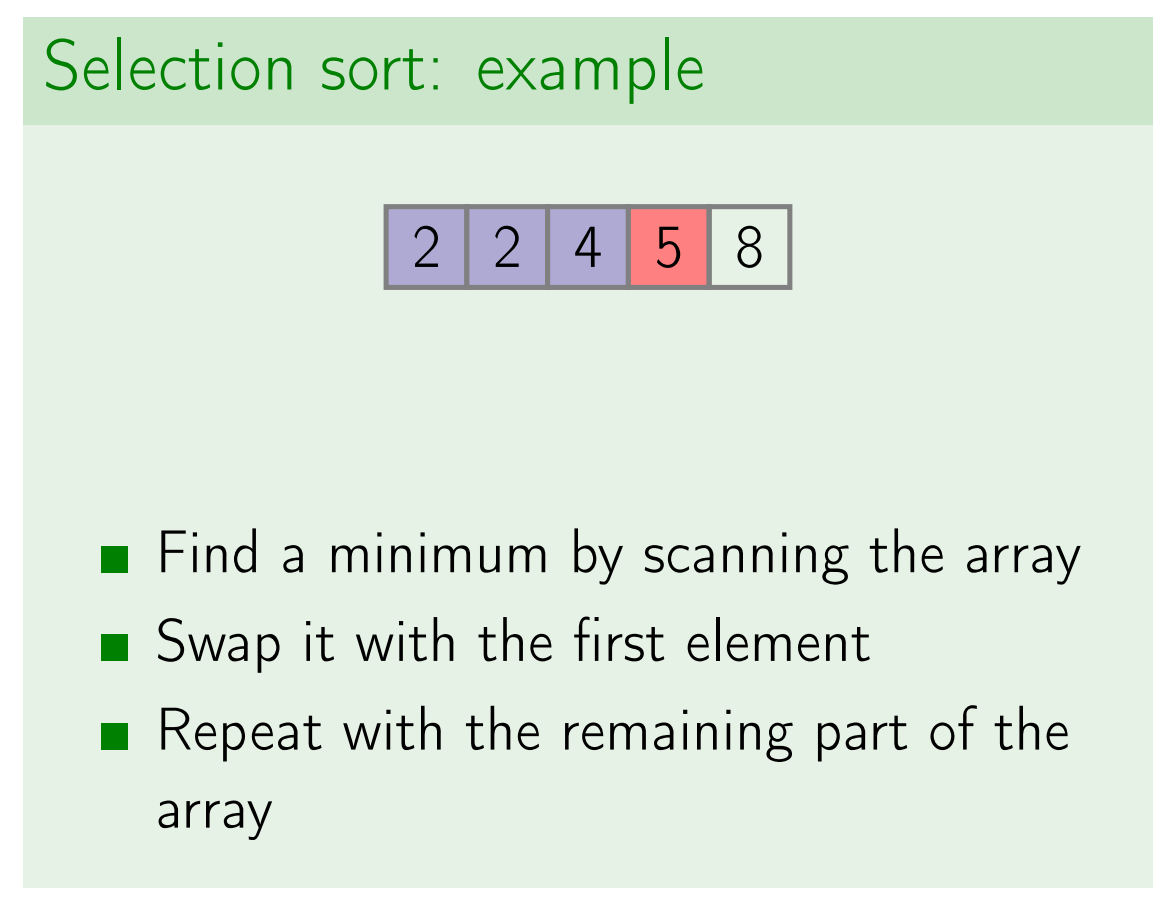 Selection sort: example
2 2 4 5 8
Find a minimum by scanning the array
Swap it with the first element
Repeat with the remaining part of the
array